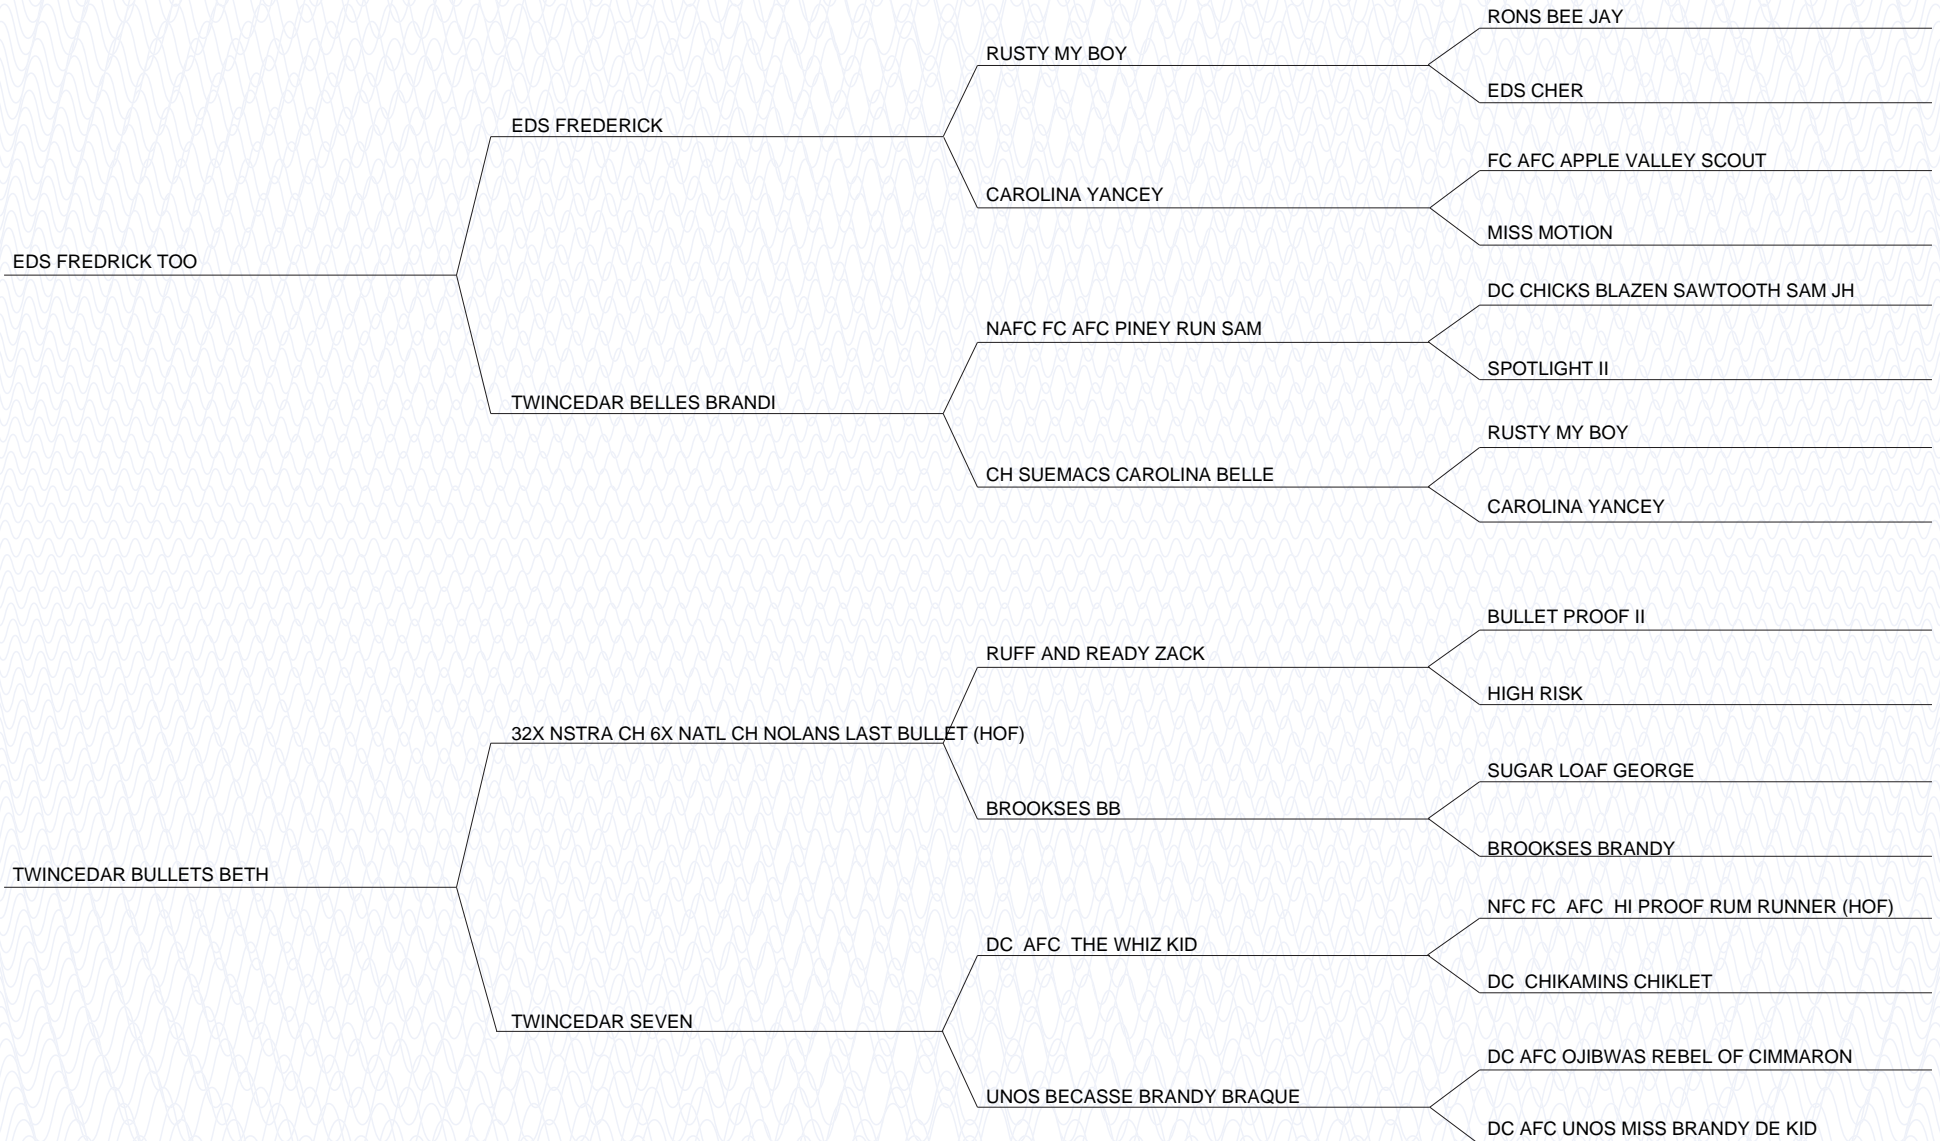 RONS BEE JAY
RUSTY MY BOY
EDS CHER
EDS FREDERICK
FC AFC APPLE VALLEY SCOUT
CAROLINA YANCEY
MISS MOTION
EDS FREDRICK TOO
DC CHICKS BLAZEN SAWTOOTH SAM JH
NAFC FC AFC PINEY RUN SAM
SPOTLIGHT II
TWINCEDAR BELLES BRANDI
RUSTY MY BOY
CH SUEMACS CAROLINA BELLE
CAROLINA YANCEY
BULLET PROOF II
RUFF AND READY ZACK
HIGH RISK
32X NSTRA CH 6X NATL CH NOLANS LAST BULLET (HOF)
SUGAR LOAF GEORGE
BROOKSES BB
BROOKSES BRANDY
TWINCEDAR BULLETS BETH
NFC FC  AFC  HI PROOF RUM RUNNER (HOF)
DC  AFC  THE WHIZ KID
DC  CHIKAMINS CHIKLET
TWINCEDAR SEVEN
DC AFC OJIBWAS REBEL OF CIMMARON
UNOS BECASSE BRANDY BRAQUE
DC AFC UNOS MISS BRANDY DE KID